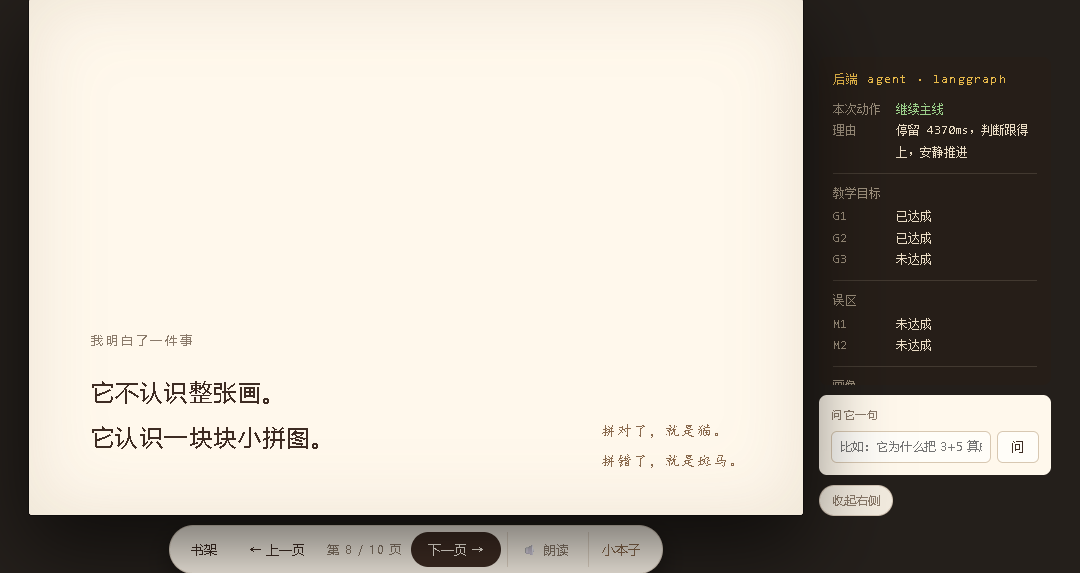 我明白了一件事
它不认识整张画。
它认识一块块小拼图。
拼对了，就是猫。
拼错了，就是斑马。
书架
← 上一页
第 8 / 10 页
下一页 →
朗读
小本子
后端 agent · langgraph
本次动作 继续主线
理由 停留 4370ms，判断跟得
上，安静推进
教学目标
G1 已达成
G2 已达成
G3 未达成
误区
M1 未达成
M2 未达成
问它一句
比如：它为什么把 3+5 算
问
收起右侧